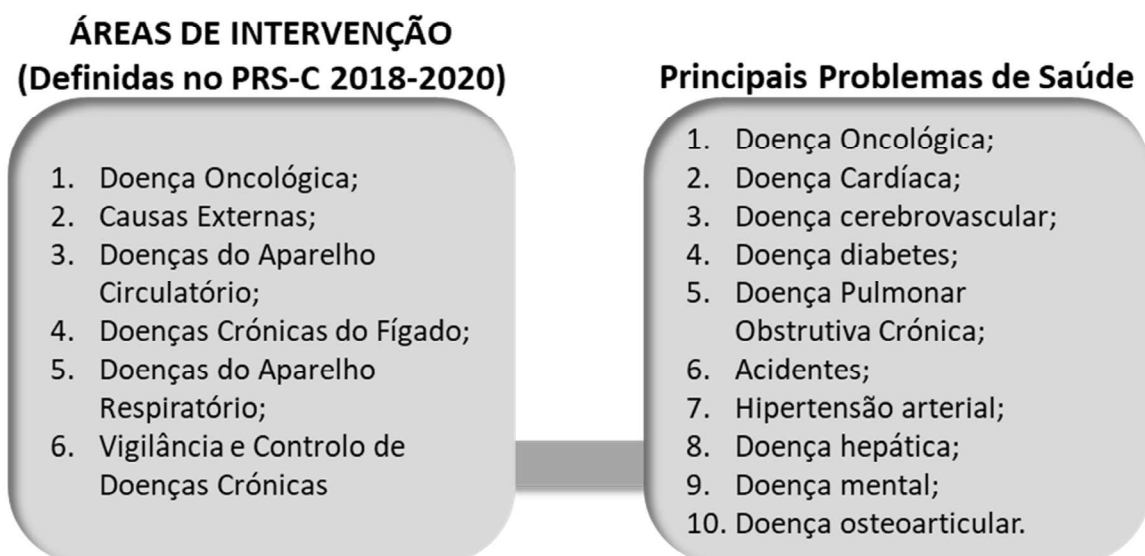 ÁREAS DE INTERVENÇÃO
(Definidas no PRS-C 2018-2020)
1. Doença Oncológica;
2. Causas Externas;
3. Doenças do Aparelho
Circulatório;
4. Doenças Crónicas do Fígado;
5. Doenças do Aparelho
Respiratório;
6. Vigilância e Controlo de
Doenças Crónicas
Principais Problemas de Saúde
1. Doença Oncológica;
2. Doença Cardíaca;
3. Doença cerebrovascular;
4. Doença diabetes;
5. Doença Pulmonar
Obstrutiva Crónica;
6. Acidentes;
7. Hipertensão arterial;
8. Doença hepática;
9. Doença mental;
10. Doença osteoarticular.